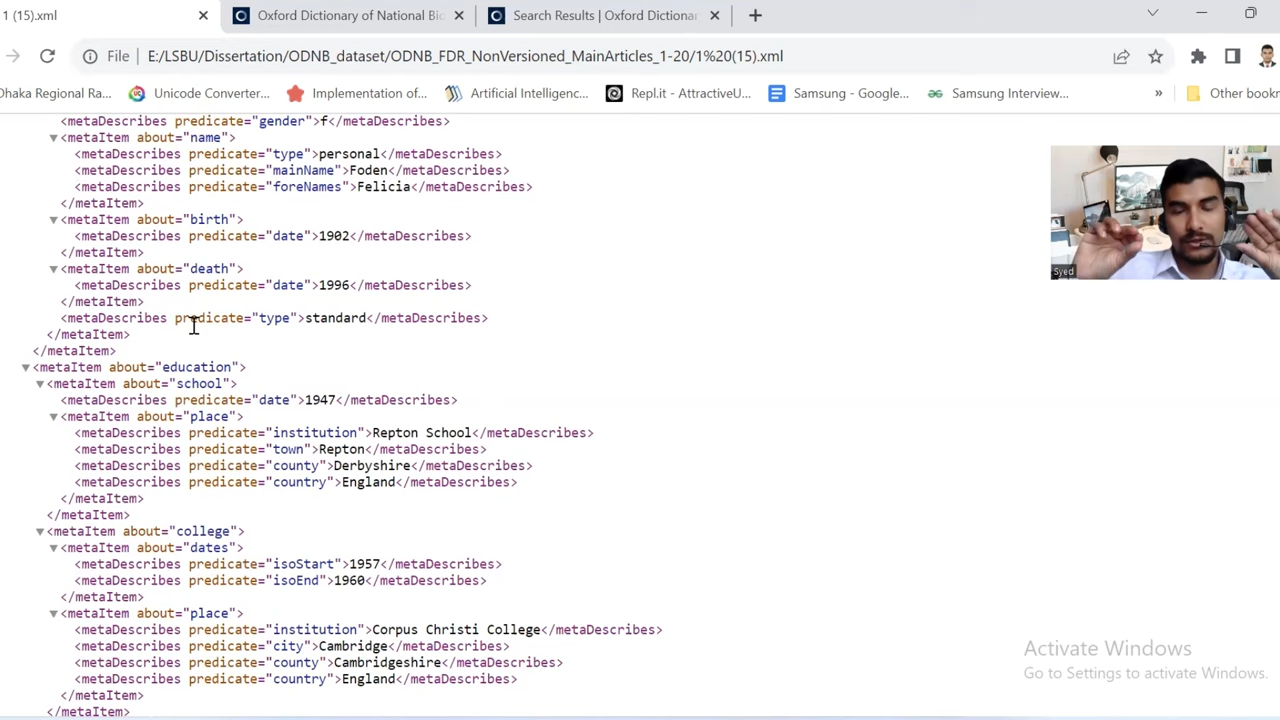 1 (15).xml
Oxford Dictionary of National Bio
Search Results | Oxford Dictionar
File
E:/LSBU/Dissertation/ODNB_dataset/ODNB_FDR_NonVersioned_MainArticles_1-20/1%20(15).xml
Dhaka Regional Ra...
Unicode Converter...
Implementation of...
Artificial Intelligenc...
Repl.it - AttractiveU...
Samsung - Google...
Samsung Interview...
»
Other bookm
<metaDescribes predicate="gender">f</metaDescribes>
▼<metaItem about="name">
<metaDescribes predicate="type">personal</metaDescribes>
<metaDescribes predicate="mainName">Foden</metaDescribes>
<metaDescribes predicate="foreNames">Felicia</metaDescribes>
</metaItem>
▼<metaItem about="birth">
<metaDescribes predicate="date">1902</metaDescribes>
</metaItem>
▼<metaItem about="death">
<metaDescribes predicate="date">1996</metaDescribes>
</metaItem>
<metaDescribes predicate="type">standard</metaDescribes>
</metaItem>
</metaItem>
▼<metaItem about="education">
▼<metaItem about="school">
<metaDescribes predicate="date">1947</metaDescribes>
▼<metaItem about="place">
<metaDescribes predicate="institution">Repton School</metaDescribes>
<metaDescribes predicate="town">Repton</metaDescribes>
<metaDescribes predicate="county">Derbyshire</metaDescribes>
<metaDescribes predicate="country">England</metaDescribes>
</metaItem>
</metaItem>
▼<metaItem about="college">
▼<metaItem about="dates">
<metaDescribes predicate="isoStart">1957</metaDescribes>
<metaDescribes predicate="isoEnd">1960</metaDescribes>
</metaItem>
▼<metaItem about="place">
<metaDescribes predicate="institution">Corpus Christi College</metaDescribes>
<metaDescribes predicate="city">Cambridge</metaDescribes>
<metaDescribes predicate="county">Cambridgeshire</metaDescribes>
<metaDescribes predicate="country">England</metaDescribes>
</metaItem>
</metaItem>
Syed
Activate Windows
Go to Settings to activate Windows.